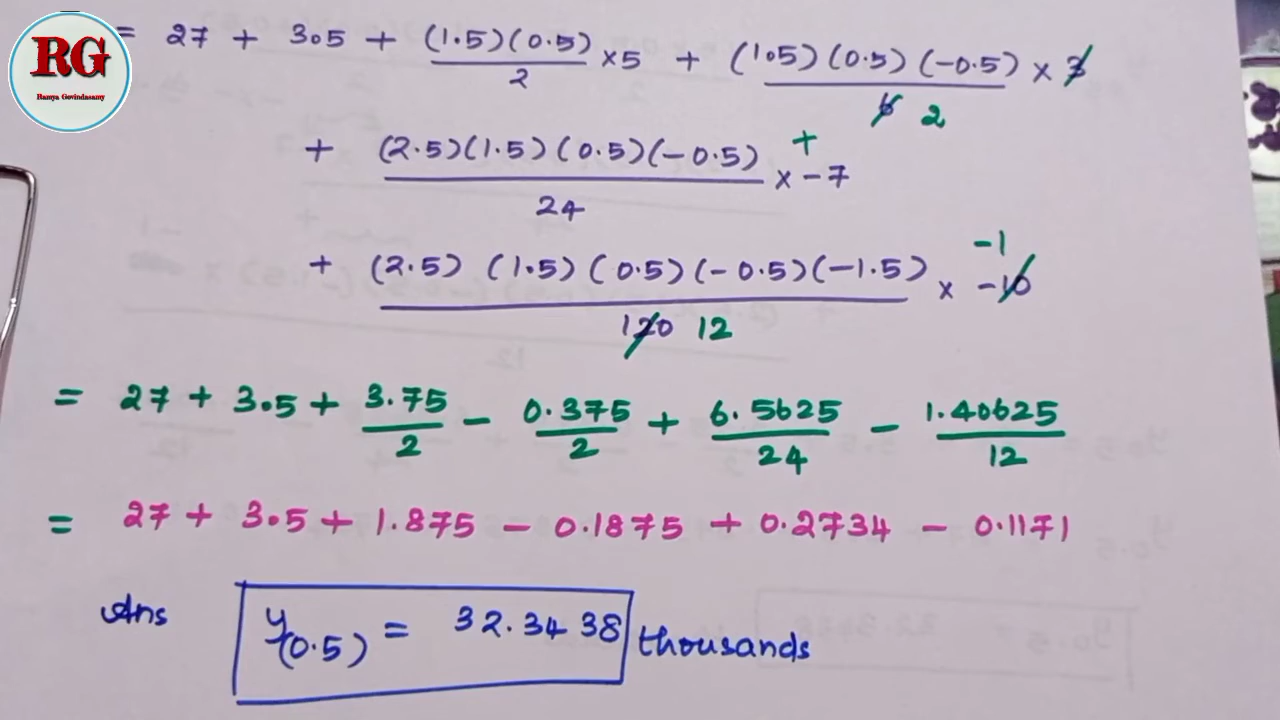 RG
Ramya Govindasamy
= 27 + 3.5 + (1.5)(0.5)/2 ×5 + (1.5)(0.5)(-0.5)/6 2 × 3
+ (2.5)(1.5)(0.5)(-0.5)/24 × -7 +
+ (2.5) (1.5)(0.5)(-0.5)(-1.5)/120 12 × -10 -1
= 27 + 3.5 + 3.75/2 - 0.375/2 + 6.5625/24 - 1.40625/12
= 27 + 3.5 + 1.875 - 0.1875 + 0.2734 - 0.1171
Ans y(0.5) = 32.3438 thousands